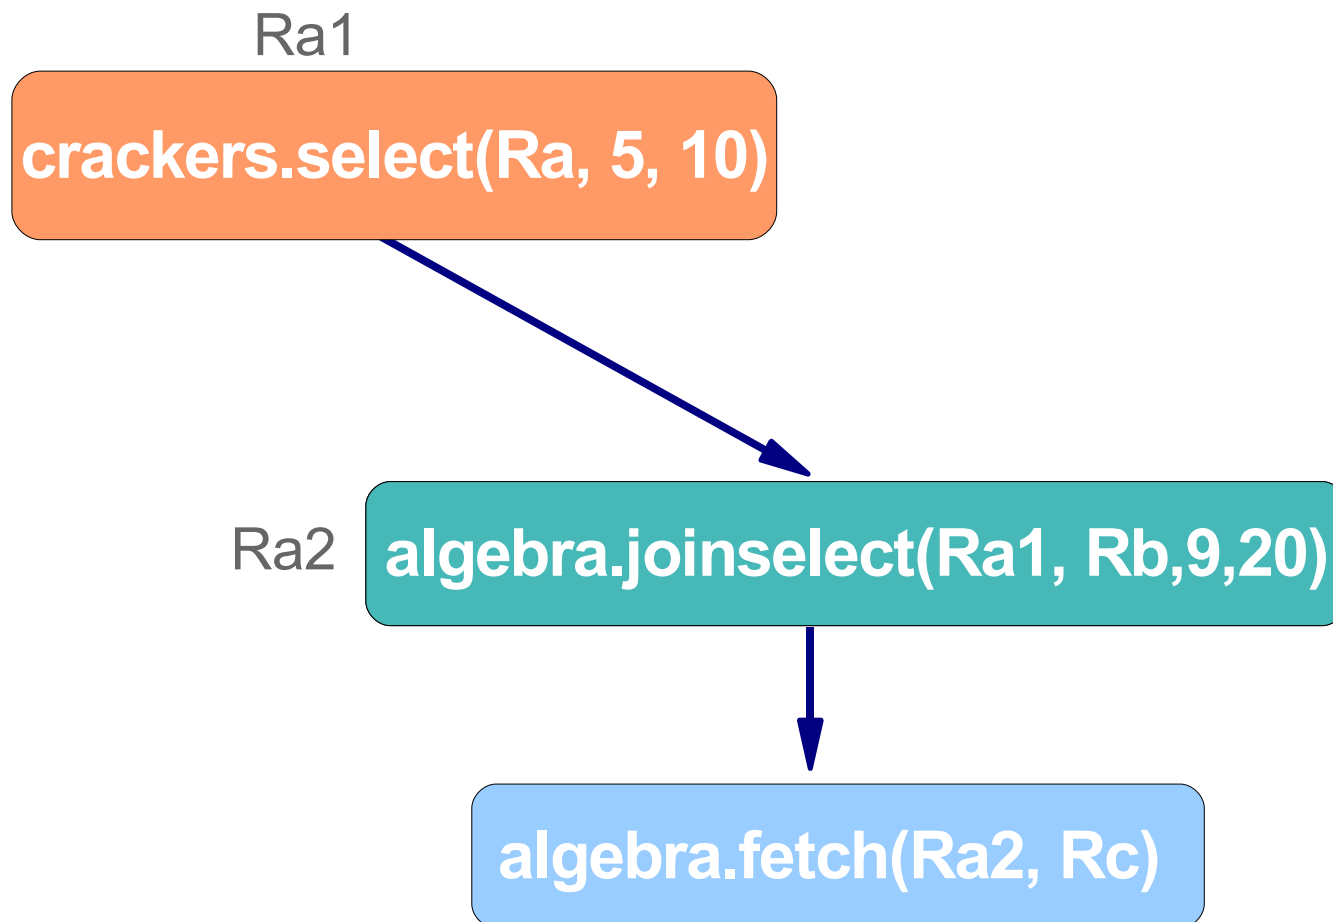 Ra1
crackers.select(Ra, 5, 10)
Ra2
algebra.joinselect(Ra1, Rb,9,20)
algebra.fetch(Ra2, Rc)